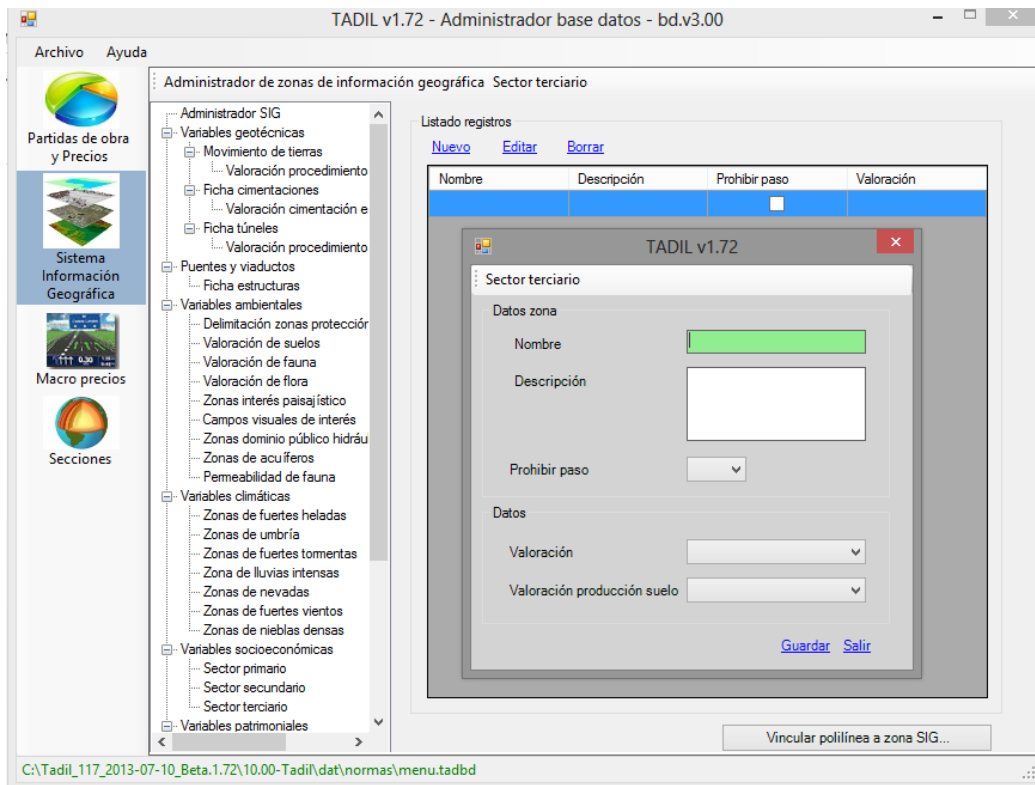 TADIL v1.72 - Administrador base datos - bd.v3.00
Archivo Ayuda
Partidas de obra
y Precios
Sistema
Información
Geográfica
Macro precios
Secciones
Administrador de zonas de información geográfica Sector terciario
Administrador SIG
Variables geotécnicas
Movimiento de tierras
Valoración procedimiento
Ficha cimentaciones
Valoración cimentación e
Ficha túneles
Valoración procedimiento
Puentes y viaductos
Ficha estructuras
Variables ambientales
Delimitación zonas protecciór
Valoración de suelos
Valoración de fauna
Valoración de flora
Zonas interés paisajístico
Campos visuales de interés
Zonas dominio público hidráu
Zonas de acuíferos
Permeabilidad de fauna
Variables climáticas
Zonas de fuertes heladas
Zonas de umbría
Zonas de fuertes tormentas
Zona de lluvias intensas
Zonas de nevadas
Zonas de fuertes vientos
Zonas de nieblas densas
Variables socioeconómicas
Sector primario
Sector secundario
Sector terciario
Variables patrimoniales
Listado registros
Nuevo Editar Borrar
Nombre Descripción Prohibir paso Valoración
TADIL v1.72
Sector terciario
Datos zona
Nombre
Descripción
Prohibir paso
Datos
Valoración
Valoración producción suelo
Guardar Salir
Vincular polilínea a zona SIG...
C:\Tadil_117_2013-07-10_Beta.1.72\10.00-Tadil\dat\normas\menu.tadbd